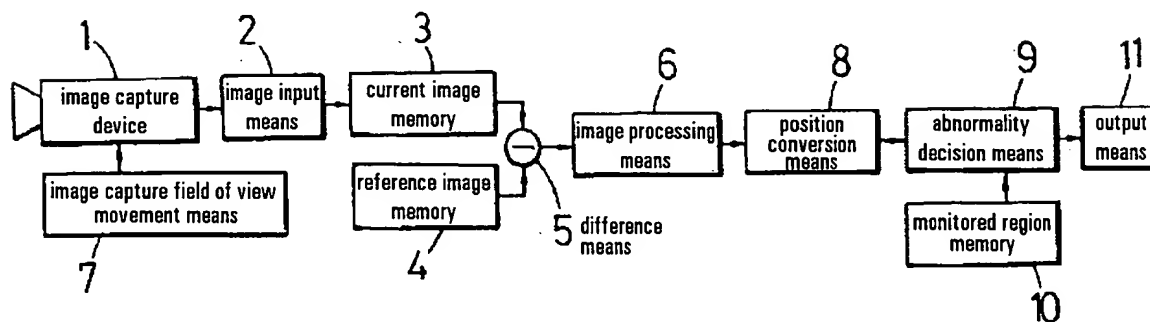 1
image capture
device
2
image input
means
3
current image
memory
reference image
memory
4
5 difference
means
6
image processing
means
image capture field of view
movement means
7
8
position
conversion
means
9
abnormality
decision means
monitored region
memory
10
11
output
means